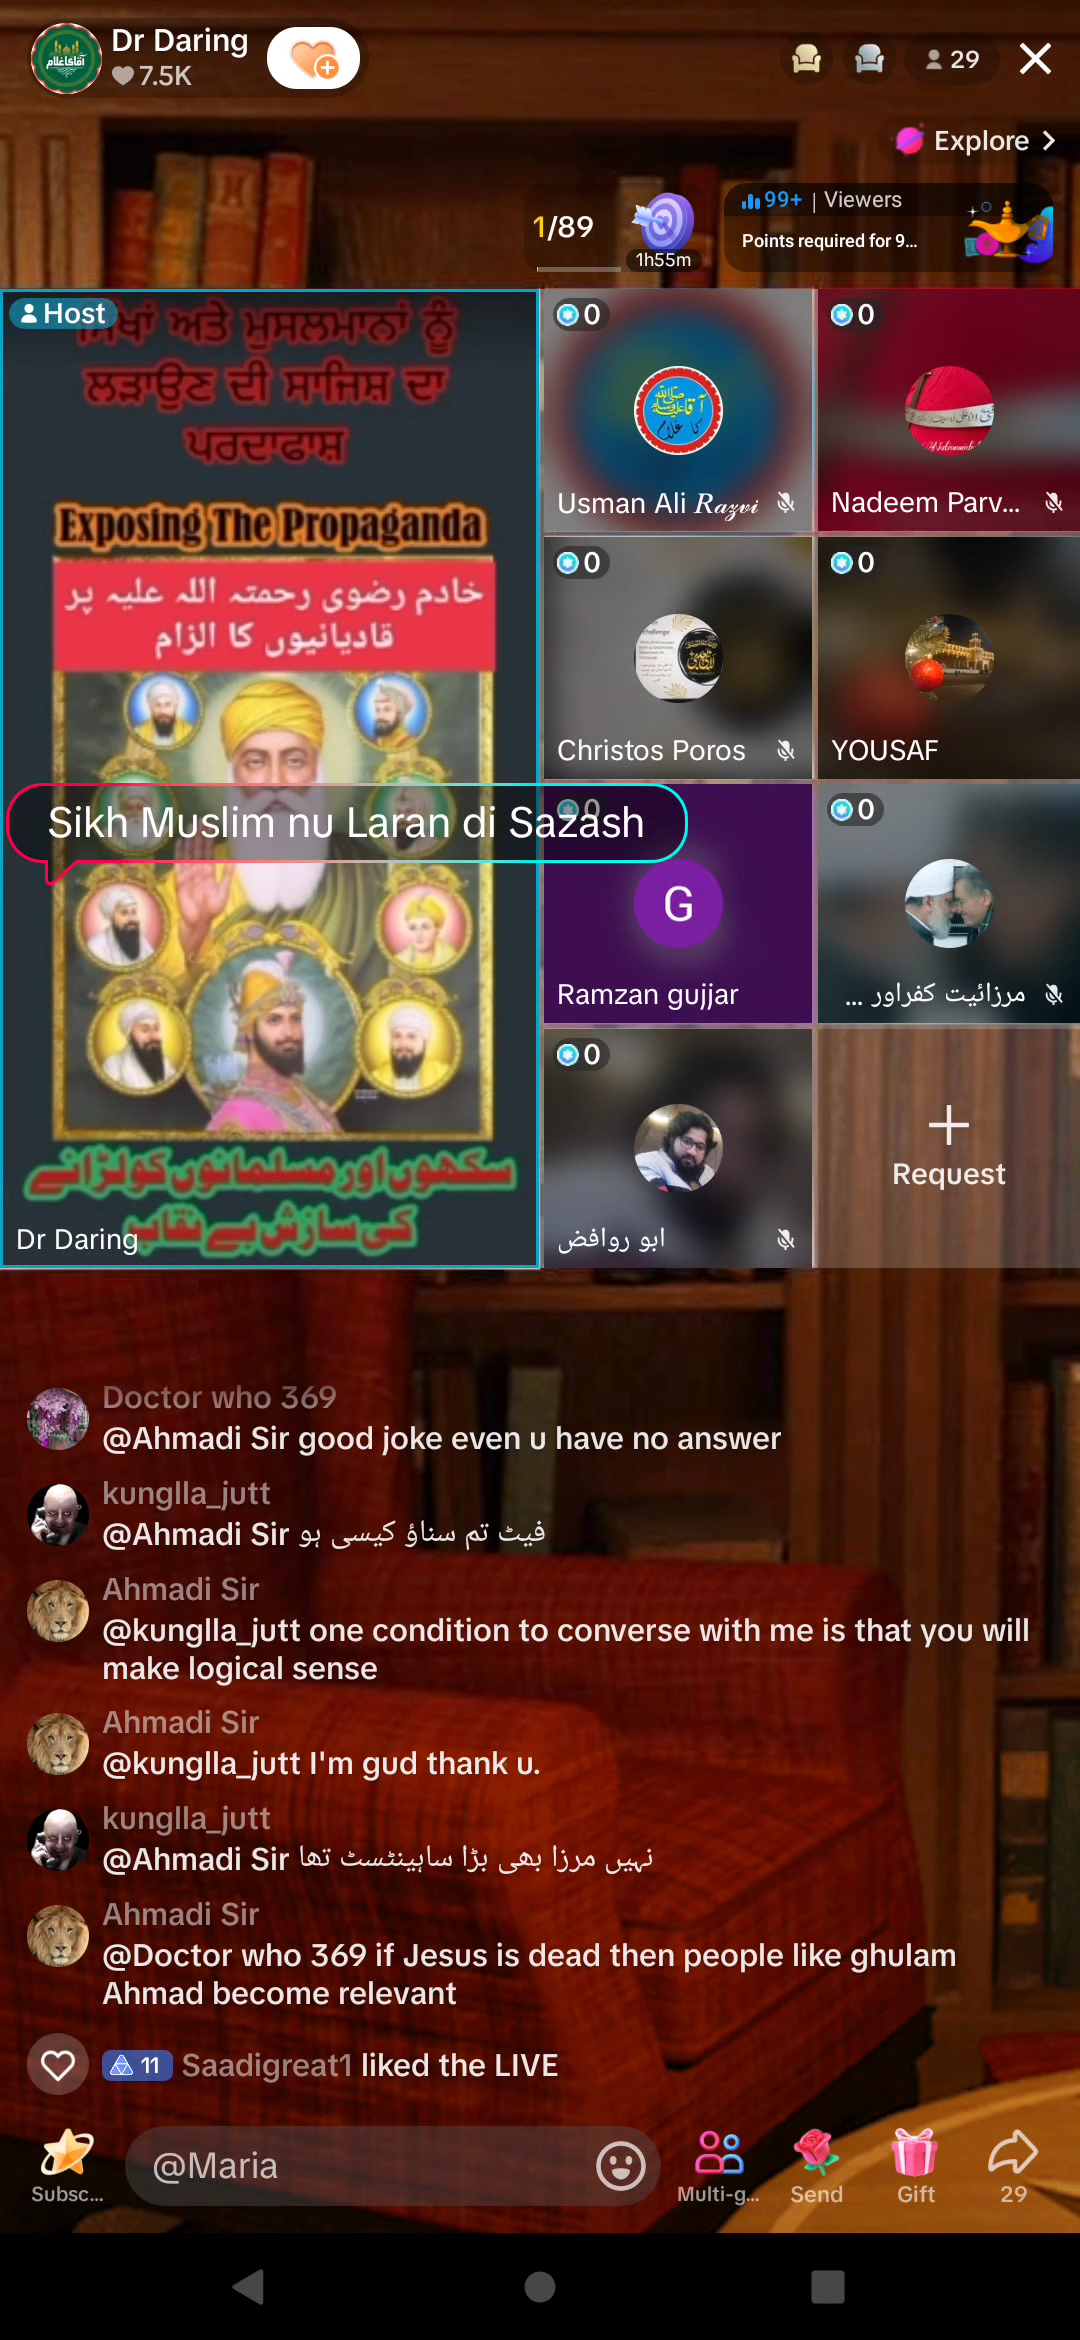 Dr Daring
7.5K
29
Explore
1/89
1h55m
99+ | Viewers
Points required for 9...
Host
ਸਿੱਖਾਂ ਅਤੇ ਮੁਸਲਮਾਨਾਂ ਨੂੰ
ਲੜਾਉਣ ਦੀ ਸਾਜਿਸ਼ ਦਾ
ਪਰਦਾਫਾਸ਼
Exposing The Propaganda
خادم رضوی رحمتہ اللہ علیہ پر
قادیانیوں کا الزام
Sikh Muslim nu Laran di Sazash
سکھوں اور مسلمانوں کو لڑانے
کی سازش بے نقاب
Dr Daring
0
Usman Ali Razvi
0
Nadeem Parv...
0
Christos Poros
0
YOUSAF
0
G
Ramzan gujjar
0
مرزائیت کفراور ...
0
ابو روافض
Request
Doctor who 369
@Ahmadi Sir good joke even u have no answer
kunglla_jutt
@Ahmadi Sir فیٹ تم سناؤ کیسی ہو
Ahmadi Sir
@kunglla_jutt one condition to converse with me is that you will
make logical sense
Ahmadi Sir
@kunglla_jutt I'm gud thank u.
kunglla_jutt
@Ahmadi Sir نہیں مرزا بھی بڑا ساہینٹسٹ تھا
Ahmadi Sir
@Doctor who 369 if Jesus is dead then people like ghulam
Ahmad become relevant
11 Saadigreat1 liked the LIVE
Subsc...
@Maria
Multi-g...
Send
Gift
29